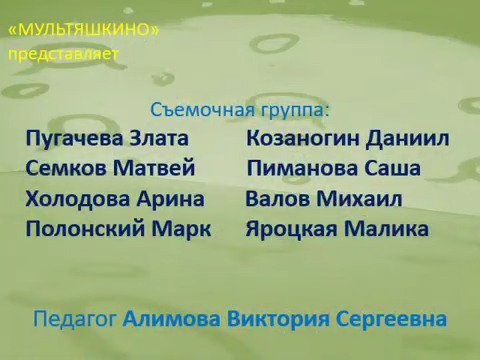 «МУЛЬТЯШКИНО»
представляет
Съемочная группа:
Пугачева Злата Козаногин Даниил
Семков Матвей Пиманова Саша
Холодова Арина Валов Михаил
Полонский Марк Яроцкая Малика
Педагог Алимова Виктория Сергеевна